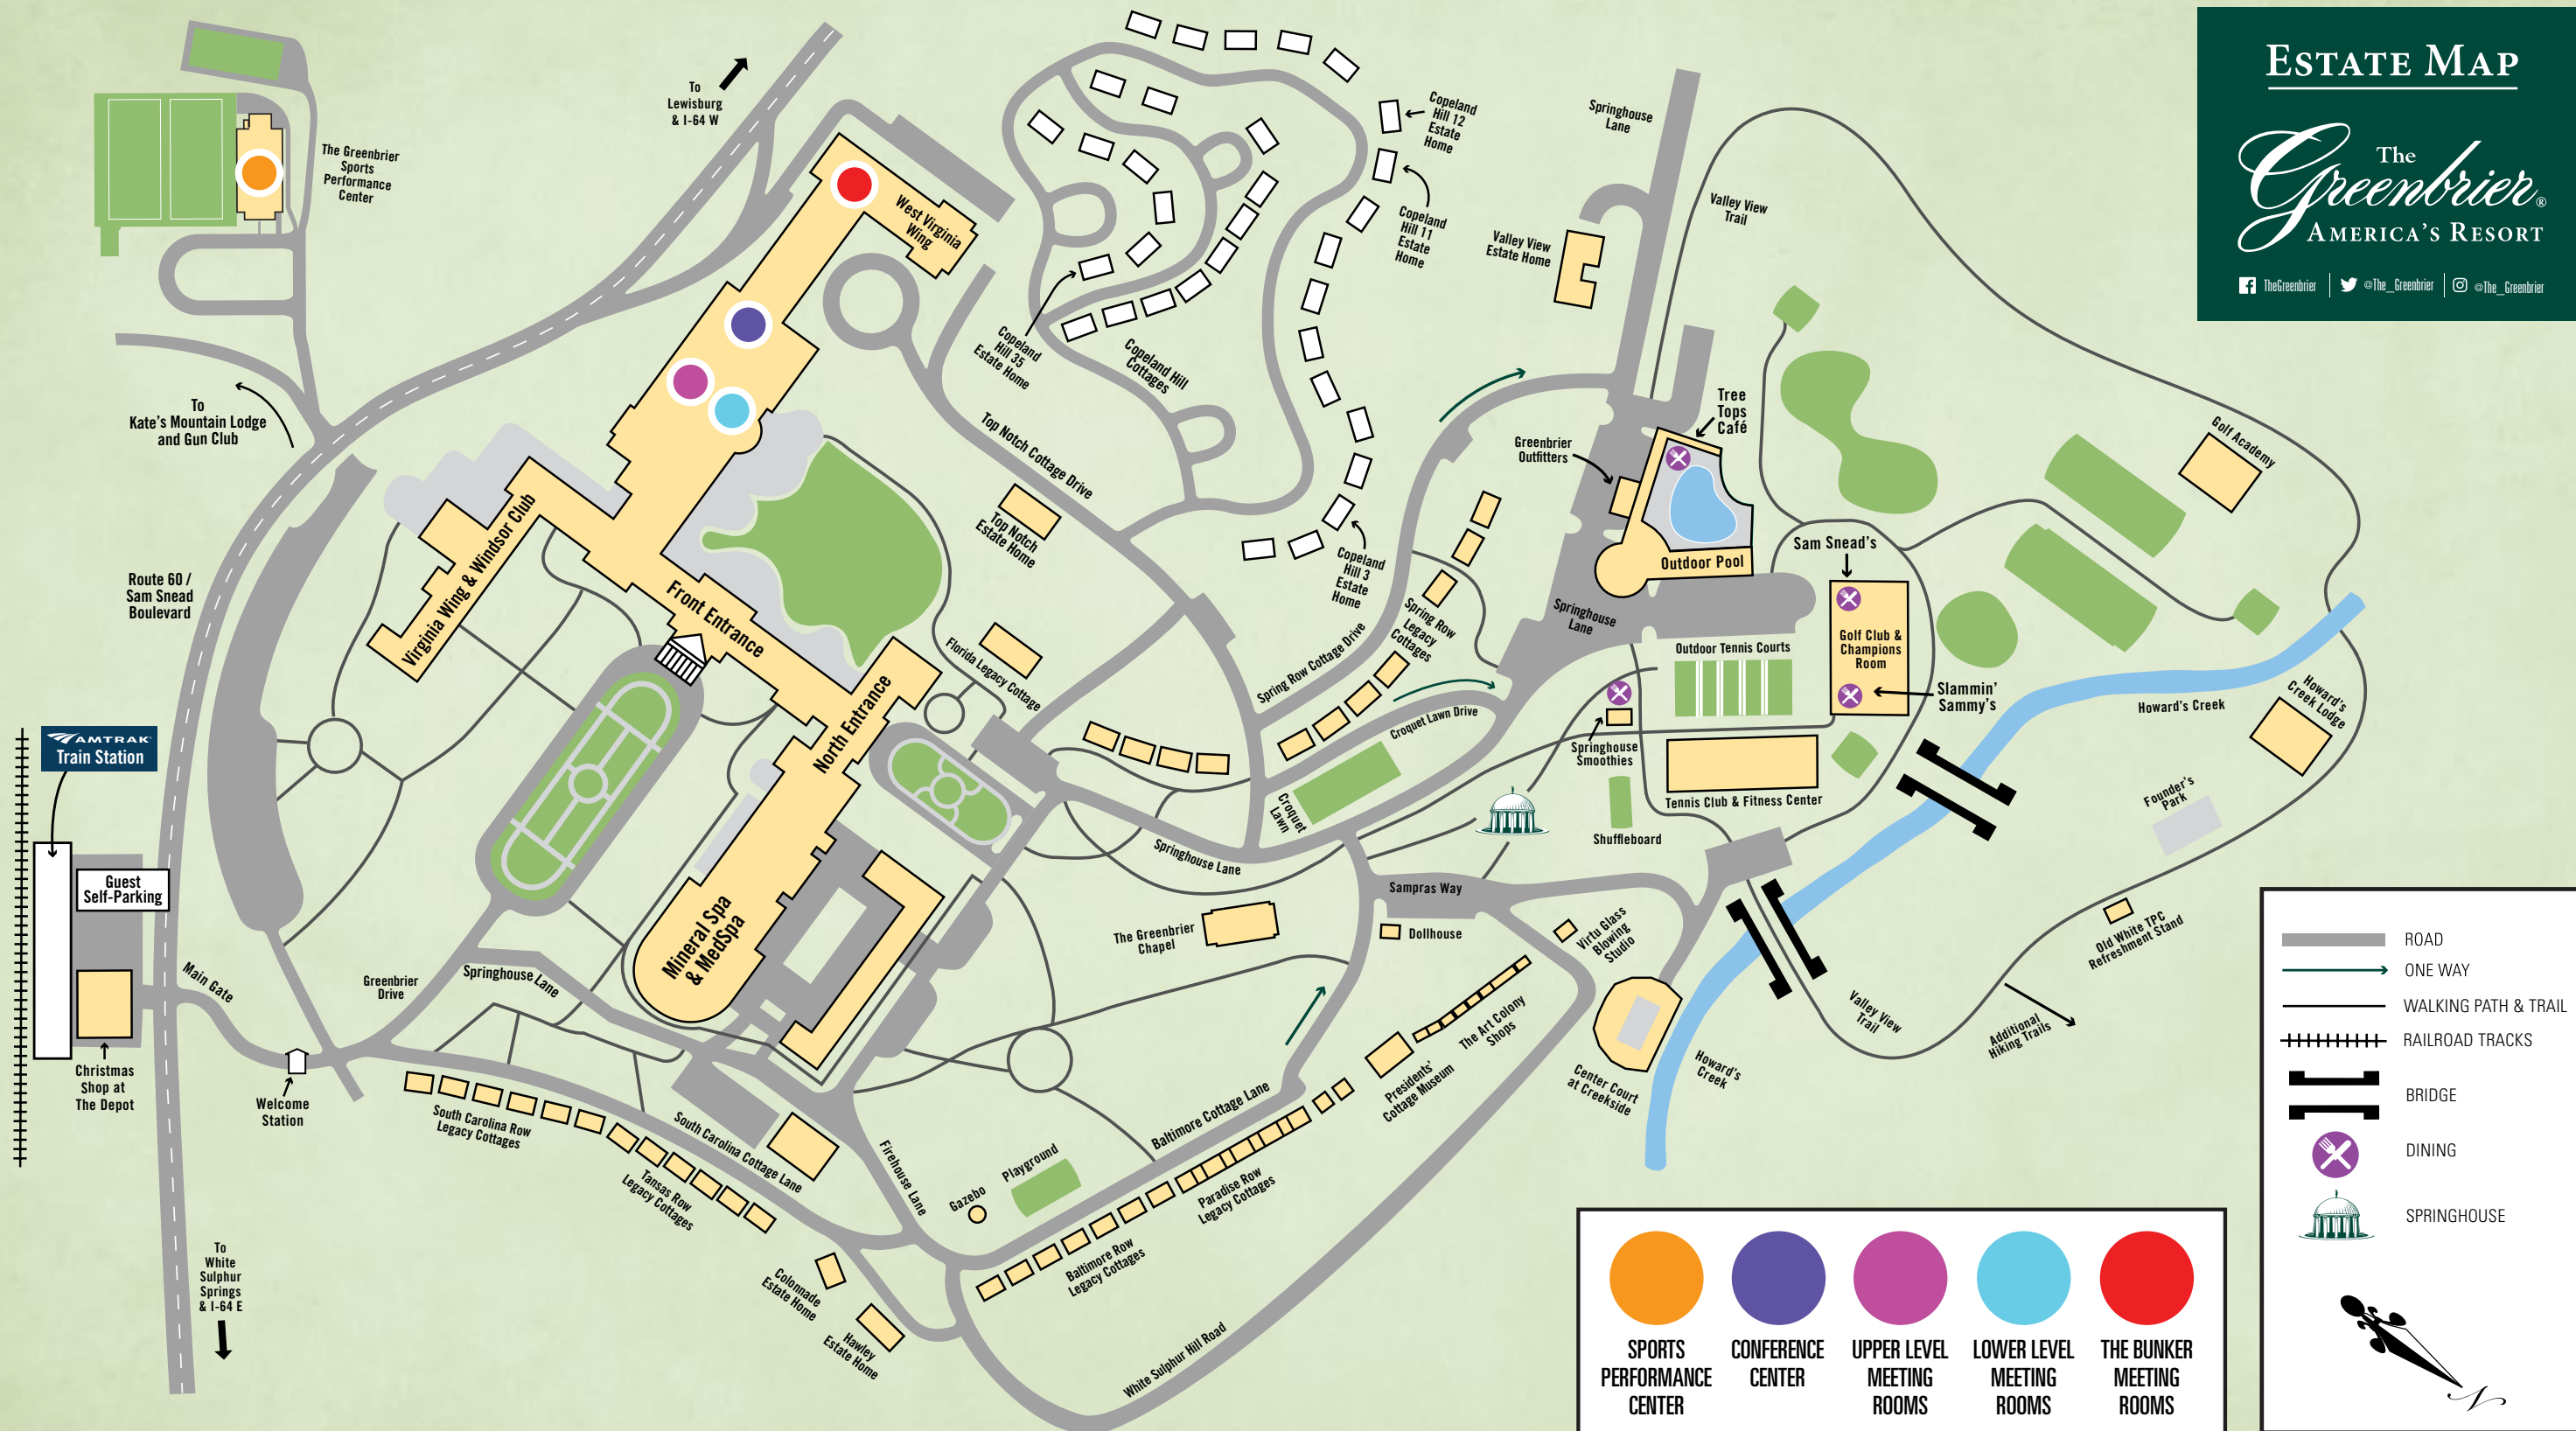 ESTATE MAP
The
Greenbrier®
AMERICA'S RESORT
TheGreenbrier
@The_Greenbrier
@The_Greenbrier
The Greenbrier
Sports
Performance
Center
To
Lewisburg
& I-64 W
West Virginia
Wing
Copeland
Hill 12
Estate
Home
Copeland
Hill 11
Estate
Home
Springhouse
Lane
Valley View
Estate Home
Valley View
Trail
Copeland
Hill 35
Estate Home
Copeland Hill
Cottages
To
Kate's Mountain Lodge
and Gun Club
Top Notch Cottage Drive
Top Notch
Estate Home
Copeland
Hill 3
Estate
Home
Tree
Tops
Café
Greenbrier
Outfitters
Outdoor Pool
Golf Academy
Sam Snead's
Golf Club &
Champions
Room
Slammin'
Sammy's
Virginia Wing & Windsor Club
Route 60 /
Sam Snead
Boulevard
Front Entrance
North Entrance
Florida Legacy Cottage
Spring Row
Legacy
Cottages
Spring Row Cottage Drive
Springhouse
Lane
Outdoor Tennis Courts
Croquet Lawn Drive
Croquet
Lawn
Springhouse
Smoothies
Tennis Club & Fitness Center
Shuffleboard
Howard's Creek
Howard's
Creek Lodge
Founder's
Park
Old White TPC
Refreshment Stand
Additional
Hiking Trails
Valley View
Trail
Howard's
Creek
AMTRAK
Train Station
Guest
Self-Parking
Christmas
Shop at
The Depot
Main Gate
Welcome
Station
Greenbrier
Drive
Springhouse Lane
Mineral Spa
& MedSpa
Springhouse Lane
The Greenbrier
Chapel
Sampras Way
Dollhouse
Virtu Glass
Blowing
Studio
The Art Colony
Shops
Presidents'
Cottage Museum
Center Court
at Creekside
South Carolina Row
Legacy Cottages
South Carolina Cottage Lane
Tansas Row
Legacy Cottages
Firehouse Lane
Gazebo
Playground
Baltimore Cottage Lane
Paradise Row
Legacy Cottages
Baltimore Row
Legacy Cottages
Colonnade
Estate Home
Hawley
Estate Home
White Sulphur Hill Road
To
White
Sulphur
Springs
& I-64 E
SPORTS
PERFORMANCE
CENTER
CONFERENCE
CENTER
UPPER LEVEL
MEETING
ROOMS
LOWER LEVEL
MEETING
ROOMS
THE BUNKER
MEETING
ROOMS
ROAD
ONE WAY
WALKING PATH & TRAIL
RAILROAD TRACKS
BRIDGE
DINING
SPRINGHOUSE
N